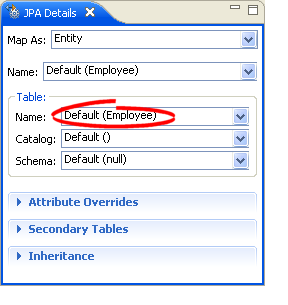 JPA Details
Map As: Entity
Name: Default (Employee)
Table:
Name: Default (Employee)
Catalog: Default ()
Schema: Default (null)
Attribute Overrides
Secondary Tables
Inheritance